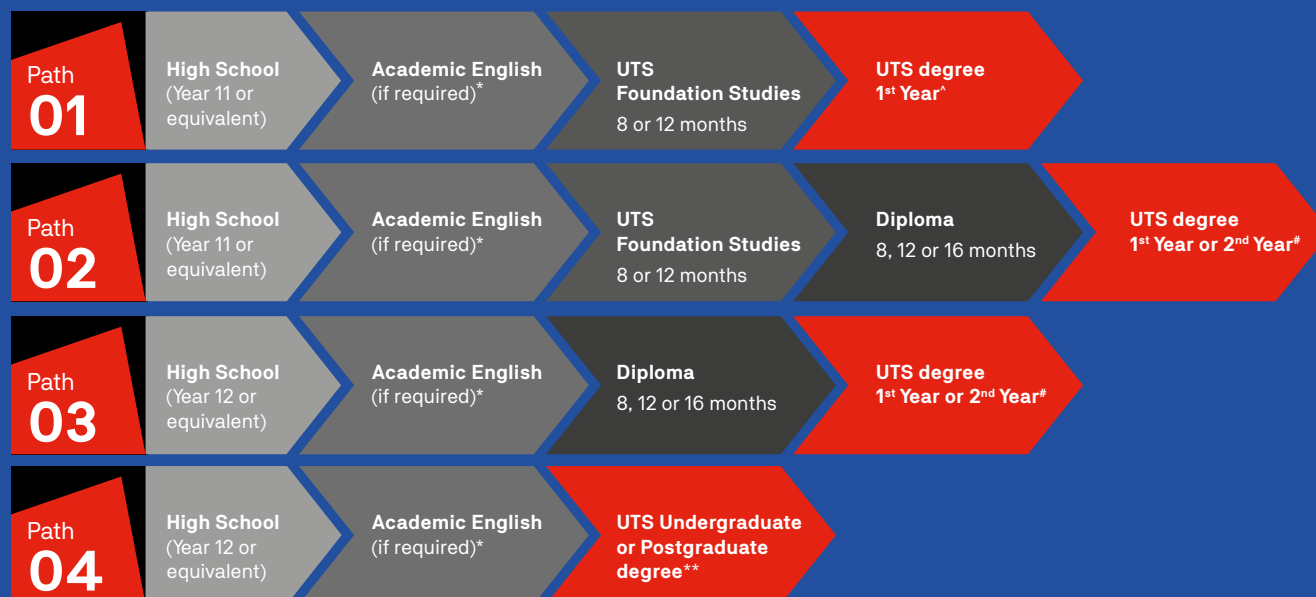 Path
01
High School
(Year 11 or
equivalent)
Academic English
(if required)*
UTS
Foundation Studies
8 or 12 months
UTS degree
1st Year^
Path
02
High School
(Year 11 or
equivalent)
Academic English
(if required)*
UTS
Foundation Studies
8 or 12 months
Diploma
8, 12 or 16 months
UTS degree
1st Year or 2nd Year#
Path
03
High School
(Year 12 or
equivalent)
Academic English
(if required)*
Diploma
8, 12 or 16 months
UTS degree
1st Year or 2nd Year#
Path
04
High School
(Year 12 or
equivalent)
Academic English
(if required)*
UTS Undergraduate
or Postgraduate
degree**